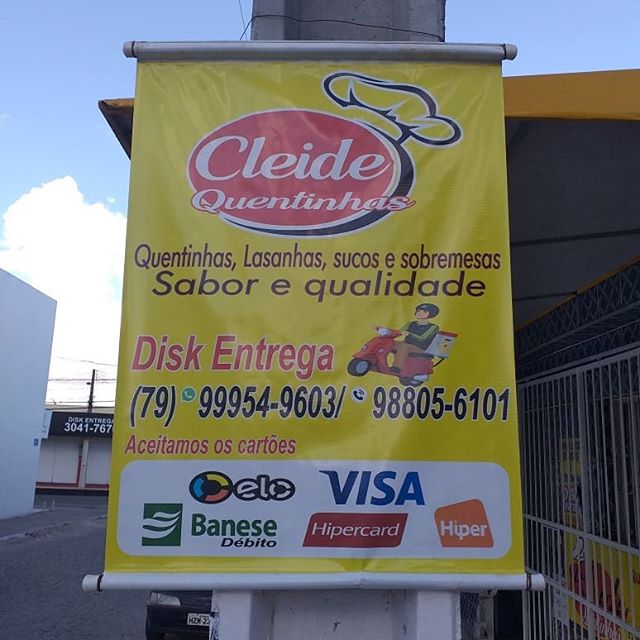 Cleide
Quentinhas
Quentinhas, Lasanhas, sucos e sobremesas
Sabor e qualidade
Disk Entrega
(79) 99954-9603/ 98805-6101
Aceitamos os cartões
elo VISA
Banese Débito Hipercard Hiper
DISK ENTREGA
3041-767